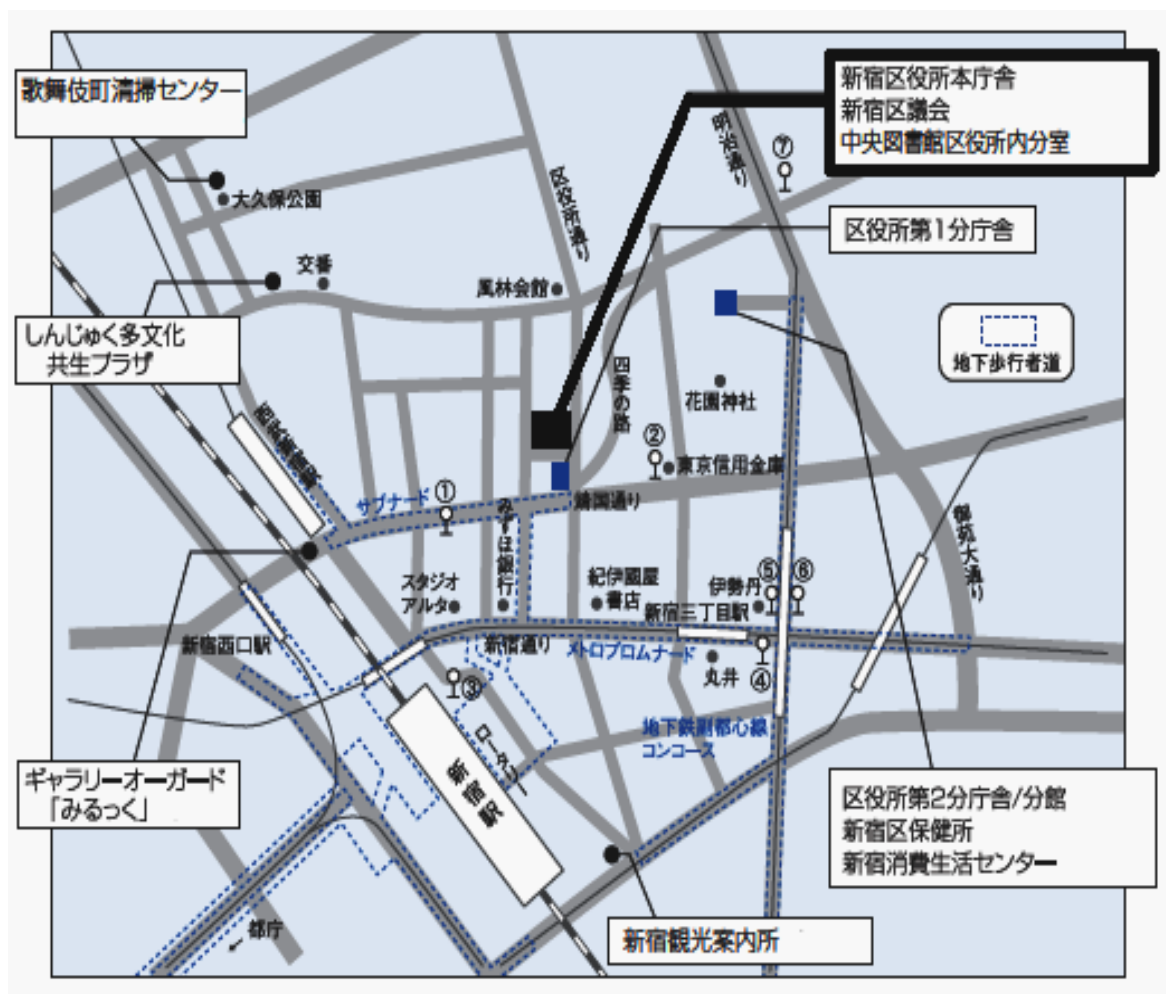 歌舞伎町清掃センター
新宿区役所本庁舎
新宿区議会
中央図書館区役所内分室
明治通り
⑦
区役所通り
大久保公園
区役所第1分庁舎
交番
風林会館
しんじゅく多文化
共生プラザ
地下歩行者道
四季の路
花園神社
西武新宿駅
②
東京信用金庫
サブナード
①
靖国通り
みずほ銀行
御苑大通り
スタジオ
アルタ
紀伊國屋
書店
伊勢丹
⑤
⑥
新宿三丁目駅
新宿西口駅
新宿通り
メトロプロムナード
丸井
④
③
地下鉄副都心線
コンコース
ロータリー
新宿駅
ギャラリーオーガード
「みるっく」
区役所第2分庁舎/分館
新宿区保健所
新宿消費生活センター
都庁
新宿観光案内所